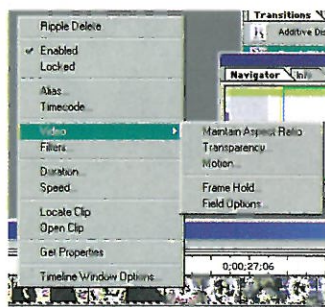 Ripple Delete
Enabled
Locked
Alias...
Timecode...
Video
Filters...
Duration...
Speed...
Locate Clip
Open Clip
Get Properties
Timeline Window Options...
Maintain Aspect Ratio
Transparency...
Motion...
Frame Hold...
Field Options...
Transitions
Additive Dis
Navigator Info
0;00;27;06